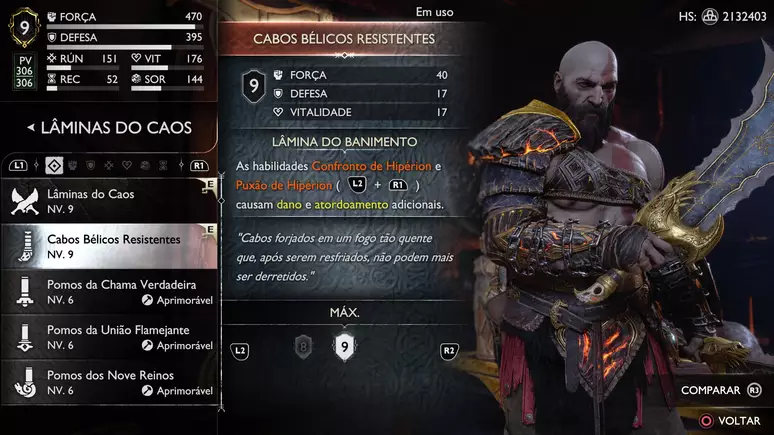 9
FORÇA 470
DEFESA 395
PV 306 306
RÚN 151 VIT 176
REC 52 SOR 144
LÂMINAS DO CAOS
L1 R1
Lâminas do Caos E
NV. 9
Cabos Bélicos Resistentes E
NV. 9
Pomos da Chama Verdadeira
NV. 6 Aprimorável
Pomos da União Flamejante
NV. 6 Aprimorável
Pomos dos Nove Reinos
NV. 6 Aprimorável
Em uso
CABOS BÉLICOS RESISTENTES
9
FORÇA 40
DEFESA 17
VITALIDADE 17
LÂMINA DO BANIMENTO
As habilidades Confronto de Hipérion e
Puxão de Hipérion ( L2 + R1 )
causam dano e atordoamento adicionais.
"Cabos forjados em um fogo tão quente
que, após serem resfriados, não podem mais
ser derretidos."
MÁX.
L2 8 9 R2
HS: 2132403
COMPARAR R3
VOLTAR